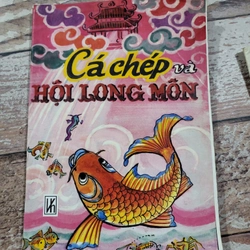 Cá chép và
HỘI LONG MÔN